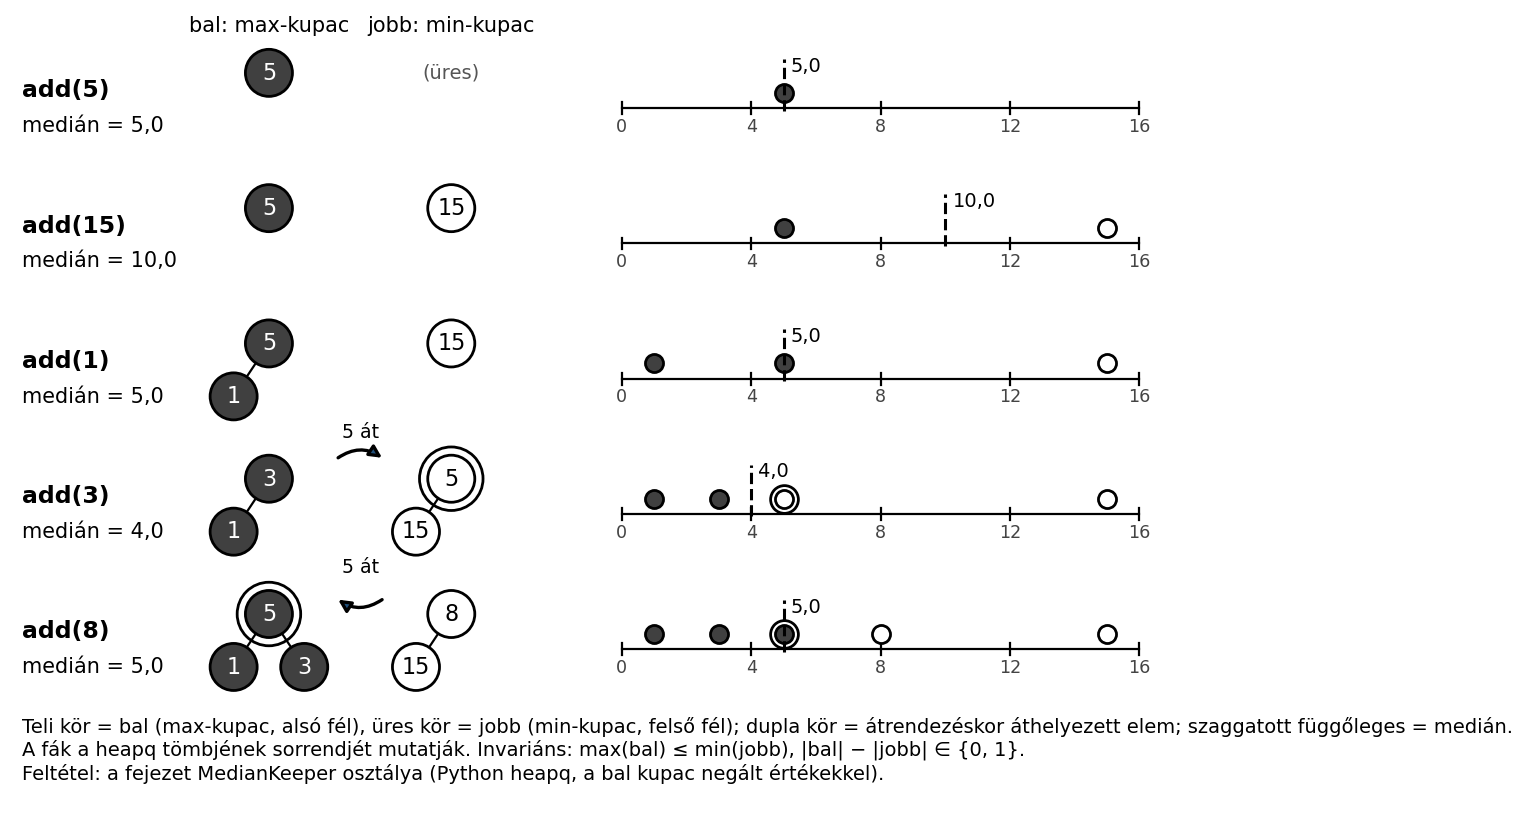 bal: max-kupac jobb: min-kupac
5
(üres)
add(5)
medián = 5,0
5,0
0 4 8 12 16
5
15
add(15)
medián = 10,0
10,0
0 4 8 12 16
5
15
add(1)
1
medián = 5,0
5,0
0 4 8 12 16
5 át
3
5
add(3)
1
15
medián = 4,0
4,0
0 4 8 12 16
5 át
5
8
add(8)
1
3
15
medián = 5,0
5,0
0 4 8 12 16
Teli kör = bal (max-kupac, alsó fél), üres kör = jobb (min-kupac, felső fél); dupla kör = átrendezéskor áthelyezett elem; szaggatott függőleges = medián.
A fák a heapq tömbjének sorrendjét mutatják. Invariáns: max(bal) ≤ min(jobb), |bal| − |jobb| ∈ {0, 1}.
Feltétel: a fejezet MedianKeeper osztálya (Python heapq, a bal kupac negált értékekkel).